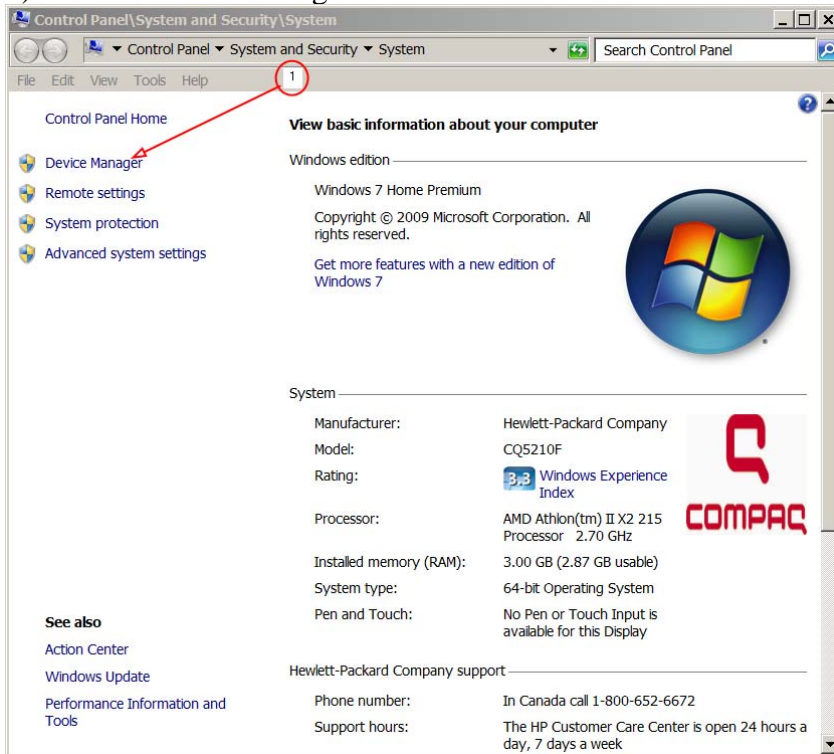 Control Panel\System and Security\System
Control Panel ▾ System and Security ▾ System
Search Control Panel
File Edit View Tools Help
1
Control Panel Home
Device Manager
Remote settings
System protection
Advanced system settings
View basic information about your computer
Windows edition
Windows 7 Home Premium
Copyright © 2009 Microsoft Corporation. All
rights reserved.
Get more features with a new edition of
Windows 7
System
Manufacturer: Hewlett-Packard Company
Model: CQ5210F
Rating: 3.3 Windows Experience
Index
Processor: AMD Athlon(tm) II X2 215
Processor 2.70 GHz
Installed memory (RAM): 3.00 GB (2.87 GB usable)
System type: 64-bit Operating System
Pen and Touch: No Pen or Touch Input is
available for this Display
COMPAQ
Hewlett-Packard Company support
Phone number: In Canada call 1-800-652-6672
Support hours: The HP Customer Care Center is open 24 hours a
day, 7 days a week
See also
Action Center
Windows Update
Performance Information and
Tools